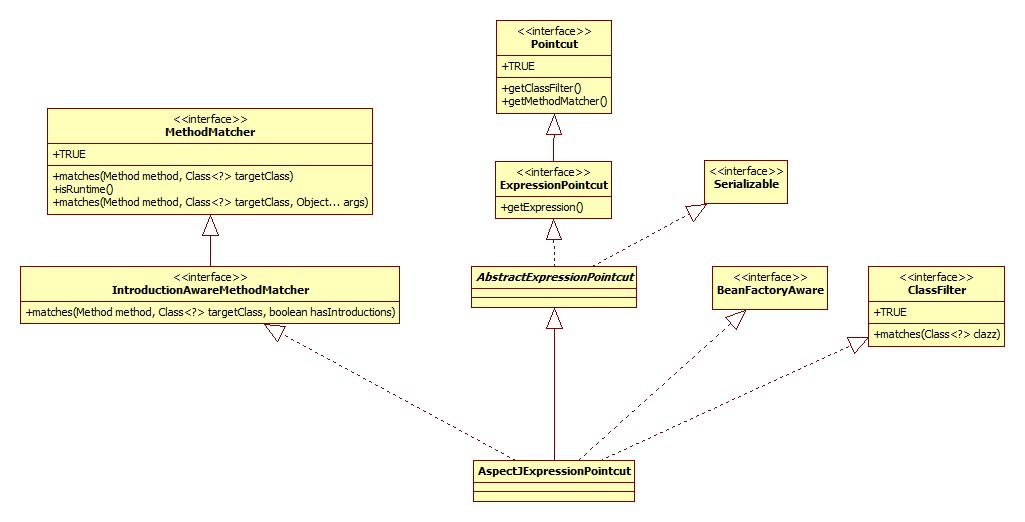 <<interface>>
Pointcut
+TRUE
+getClassFilter()
+getMethodMatcher()
<<interface>>
MethodMatcher
+TRUE
+matches(Method method, Class<?> targetClass)
+isRuntime()
+matches(Method method, Class<?> targetClass, Object... args)
<<interface>>
ExpressionPointcut
+getExpression()
<<interface>>
Serializable
<<interface>>
IntroductionAwareMethodMatcher
+matches(Method method, Class<?> targetClass, boolean hasIntroductions)
AbstractExpressionPointcut
<<interface>>
BeanFactoryAware
<<interface>>
ClassFilter
+TRUE
+matches(Class<?> clazz)
AspectJExpressionPointcut